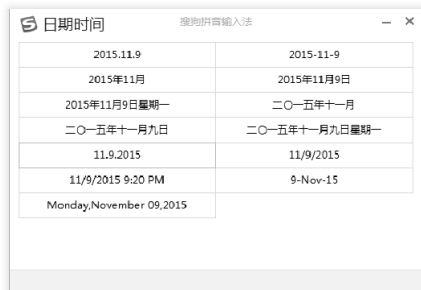 日期时间
搜狗拼音输入法
2015.11.9
2015-11-9
2015年11月
2015年11月9日
2015年11月9日星期一
二〇一五年十一月
二〇一五年十一月九日
二〇一五年十一月九日星期一
11.9.2015
11/9/2015
11/9/2015 9:20 PM
9-Nov-15
Monday,November 09,2015